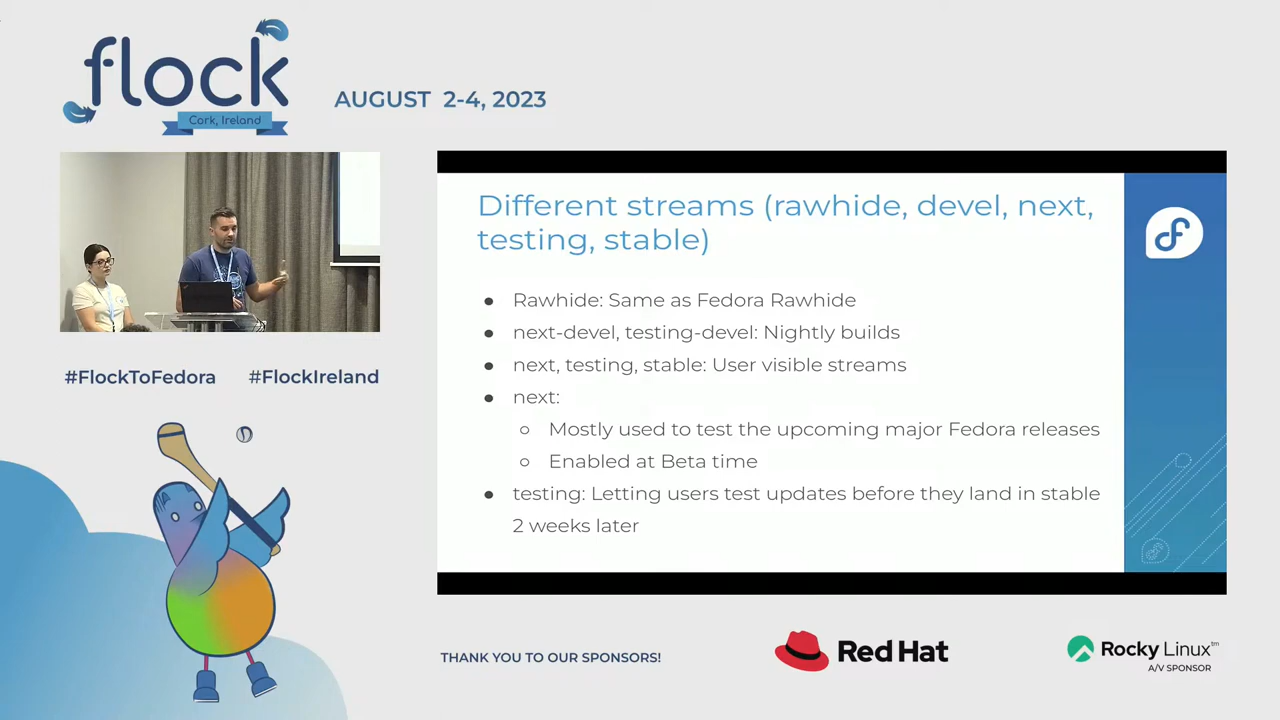 flock
Cork, Ireland
AUGUST 2-4, 2023
Different streams (rawhide, devel, next,
testing, stable)
● Rawhide: Same as Fedora Rawhide
● next-devel, testing-devel: Nightly builds
● next, testing, stable: User visible streams
● next:
○ Mostly used to test the upcoming major Fedora releases
○ Enabled at Beta time
● testing: Letting users test updates before they land in stable
2 weeks later
#FlockToFedora #FlockIreland
THANK YOU TO OUR SPONSORS!
Red Hat
Rocky Linux™
A/V SPONSOR